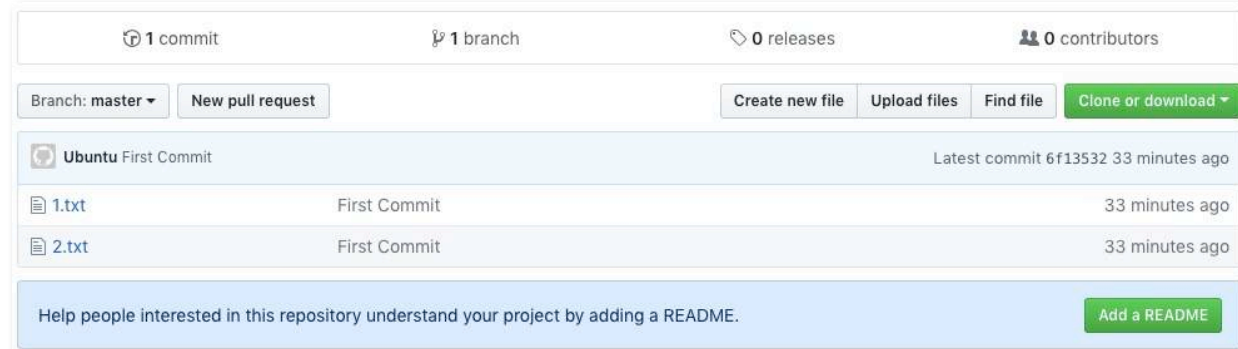 1 commit 1 branch 0 releases 0 contributors
Branch: master New pull request Create new file Upload files Find file Clone or download
Ubuntu First Commit Latest commit 6f13532 33 minutes ago
1.txt First Commit 33 minutes ago
2.txt First Commit 33 minutes ago
Help people interested in this repository understand your project by adding a README. Add a README